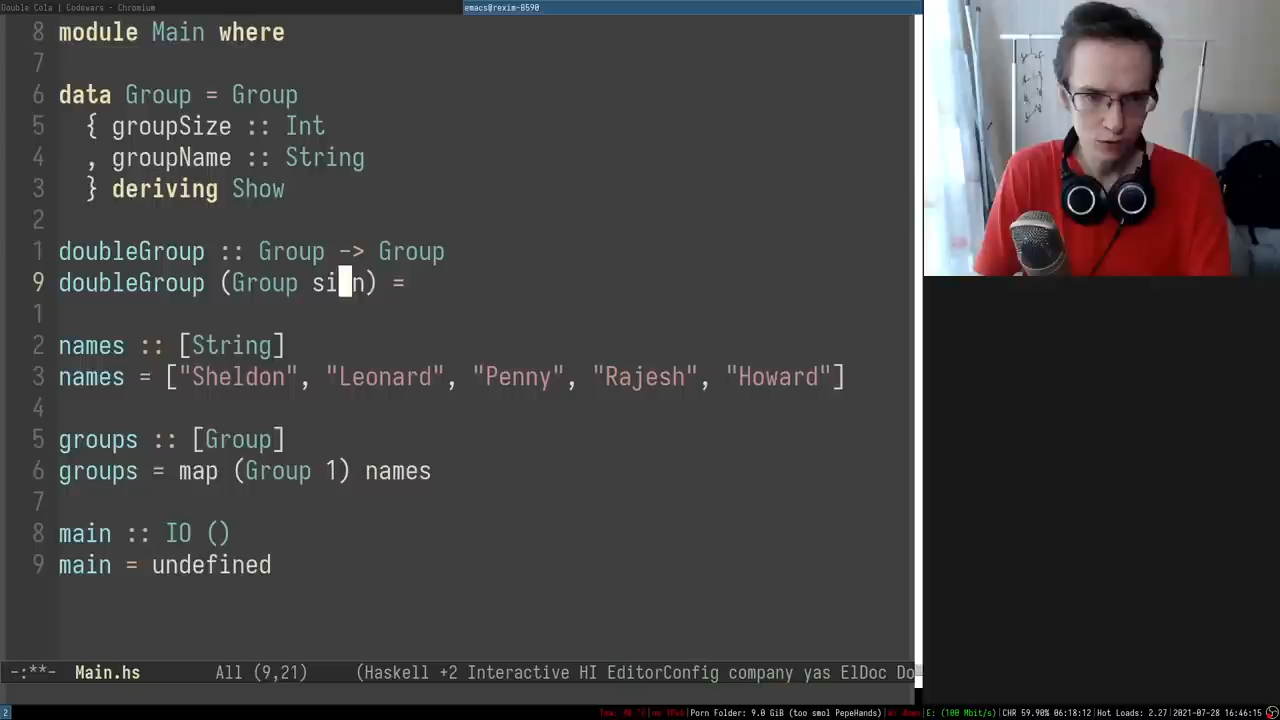 Double Cola | Codewars - Chromium
emacs@rexim-B590
8 module Main where
7
6 data Group = Group
5 { groupSize :: Int
4 , groupName :: String
3 } deriving Show
2
1 doubleGroup :: Group -> Group
9 doubleGroup (Group si n) =
1
2 names :: [String]
3 names = ["Sheldon", "Leonard", "Penny", "Rajesh", "Howard"]
4
5 groups :: [Group]
6 groups = map (Group 1) names
7
8 main :: IO ()
9 main = undefined
-:**- Main.hs All (9,21) (Haskell +2 Interactive HI EditorConfig company yas ElDoc Do
2 Porn Folder: 9.0 GiB (too smol PepeHands) E: (100 Mbit/s) CHR 59.90% 06:18:12 Hot Loads: 2.27 2021-07-28 16:46:15